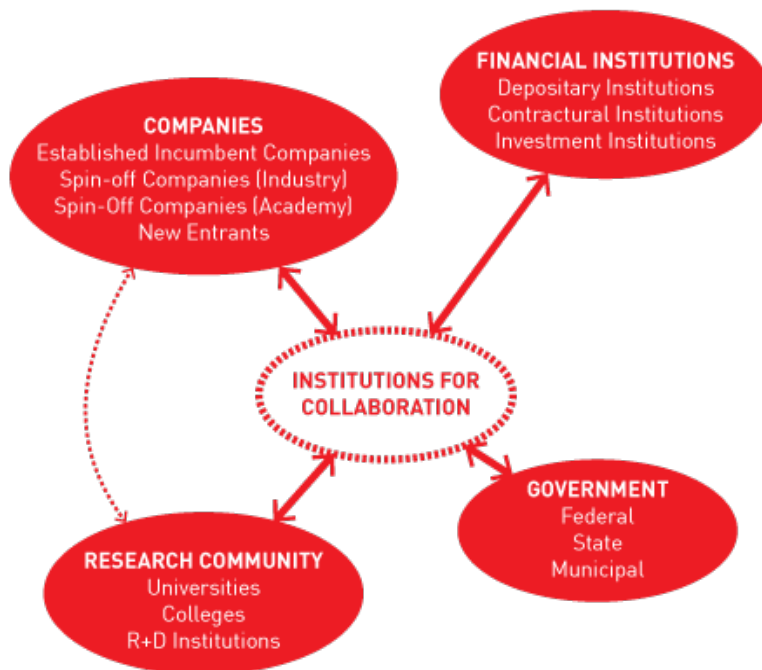 FINANCIAL INSTITUTIONS
Depositary Institutions
Contractural Institutions
Investment Institutions
COMPANIES
Established Incumbent Companies
Spin-off Companies (Industry)
Spin-Off Companies (Academy)
New Entrants
INSTITUTIONS FOR
COLLABORATION
GOVERNMENT
Federal
State
Municipal
RESEARCH COMMUNITY
Universities
Colleges
R+D Institutions